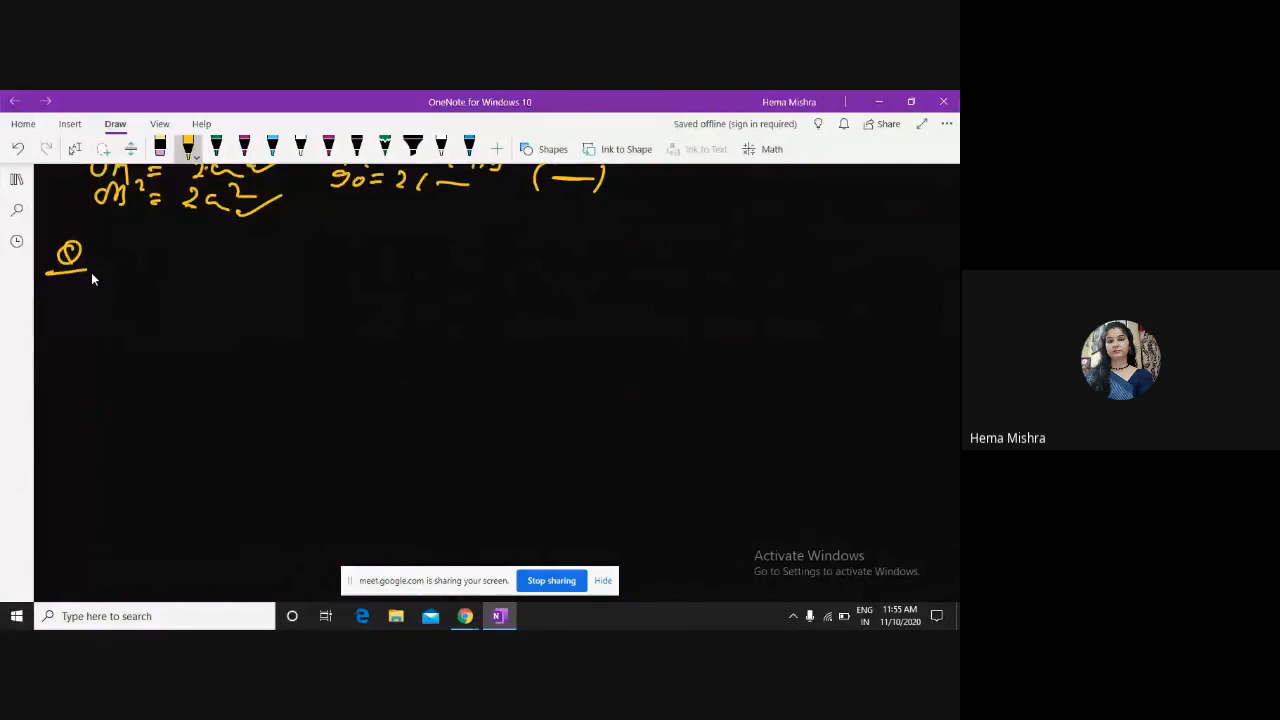 OneNote for Windows 10
Hema Mishra
Home Insert Draw View Help
Saved offline (sign in required)
Share
Ink to Shape
Shapes
Ink to Text
Math
= 2a
90 = 2
= 2a²
Q
Hema Mishra
Activate Windows
Go to Settings to activate Windows.
meet.google.com is sharing your screen.
Stop sharing
Hide
Type here to search
ENG
IN
11:55 AM
11/10/2020